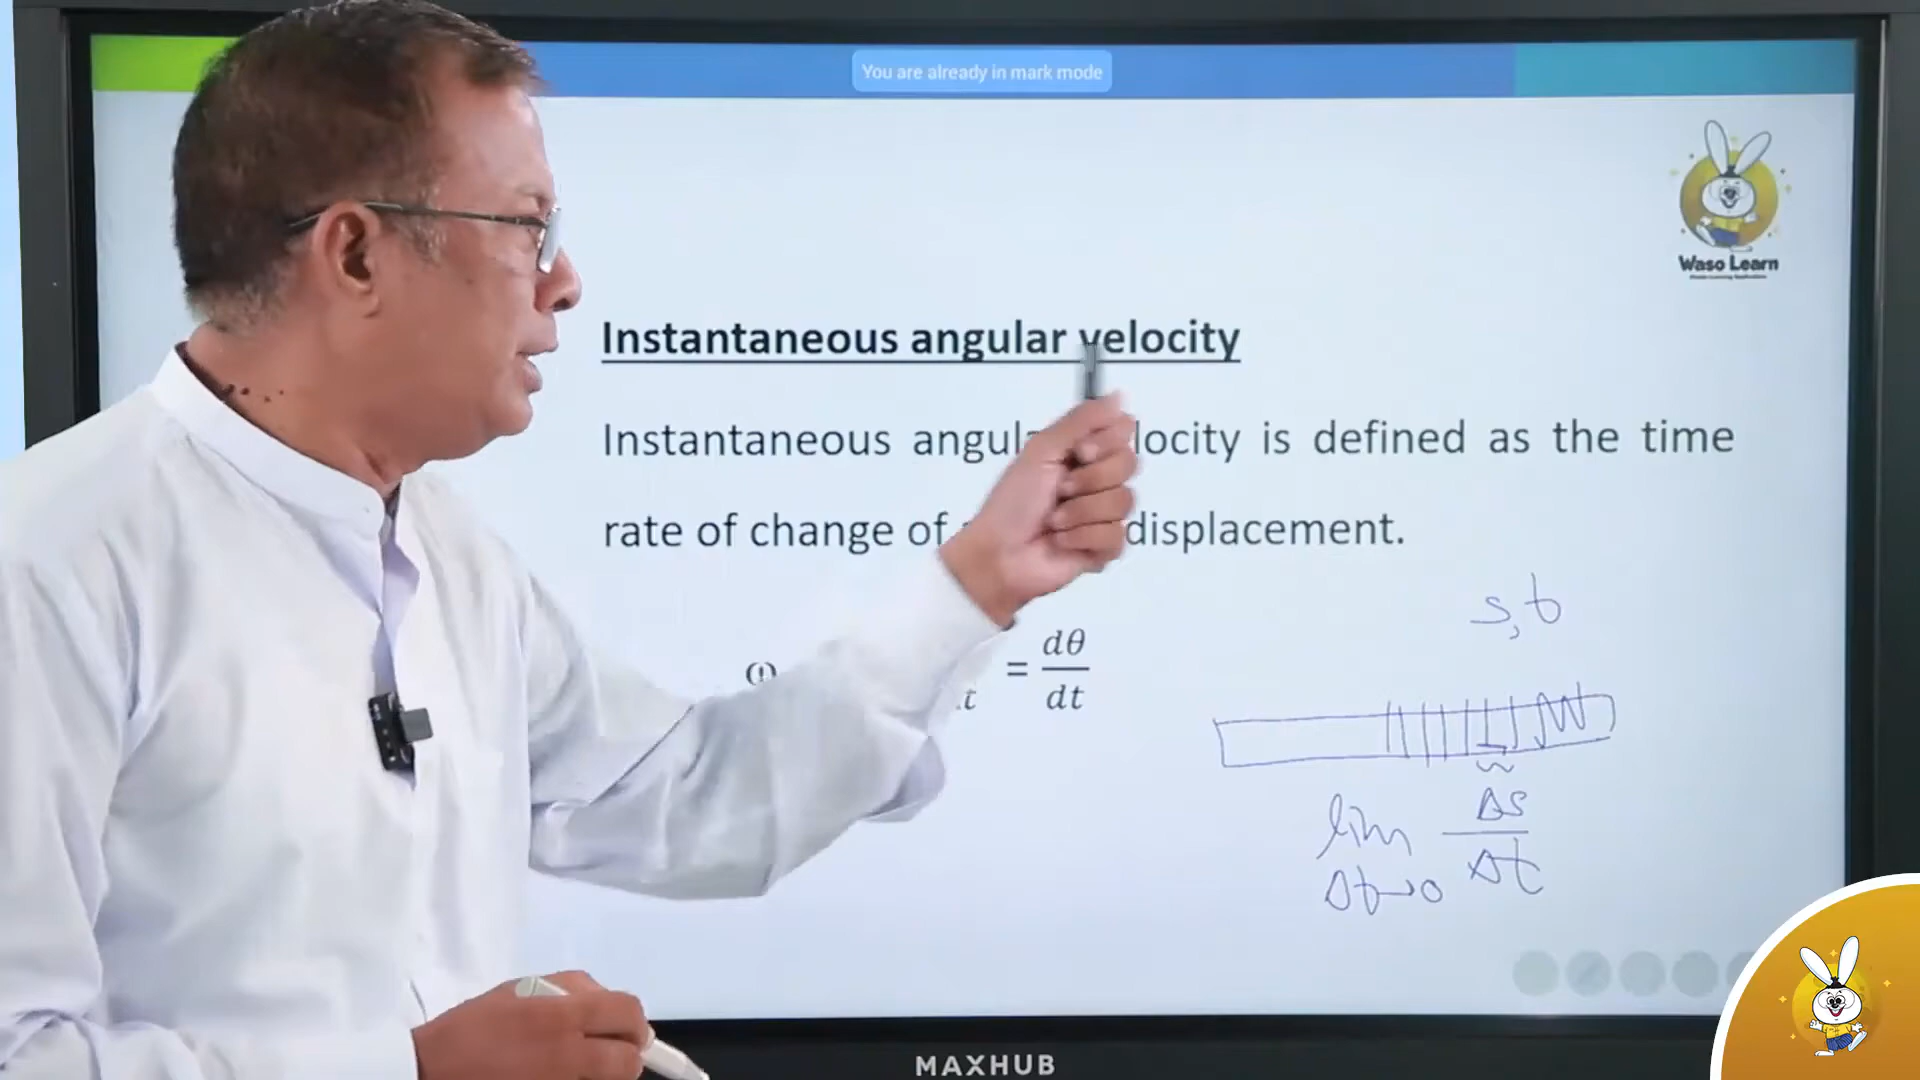 You are already in mark mode
Waso Learn
Instantaneous angular velocity
Instantaneous locity is defined as the time
rate of change of displacement.
s, t
ω = dθ/dt
lim Δs/Δt
Δt→0
MAXHUB